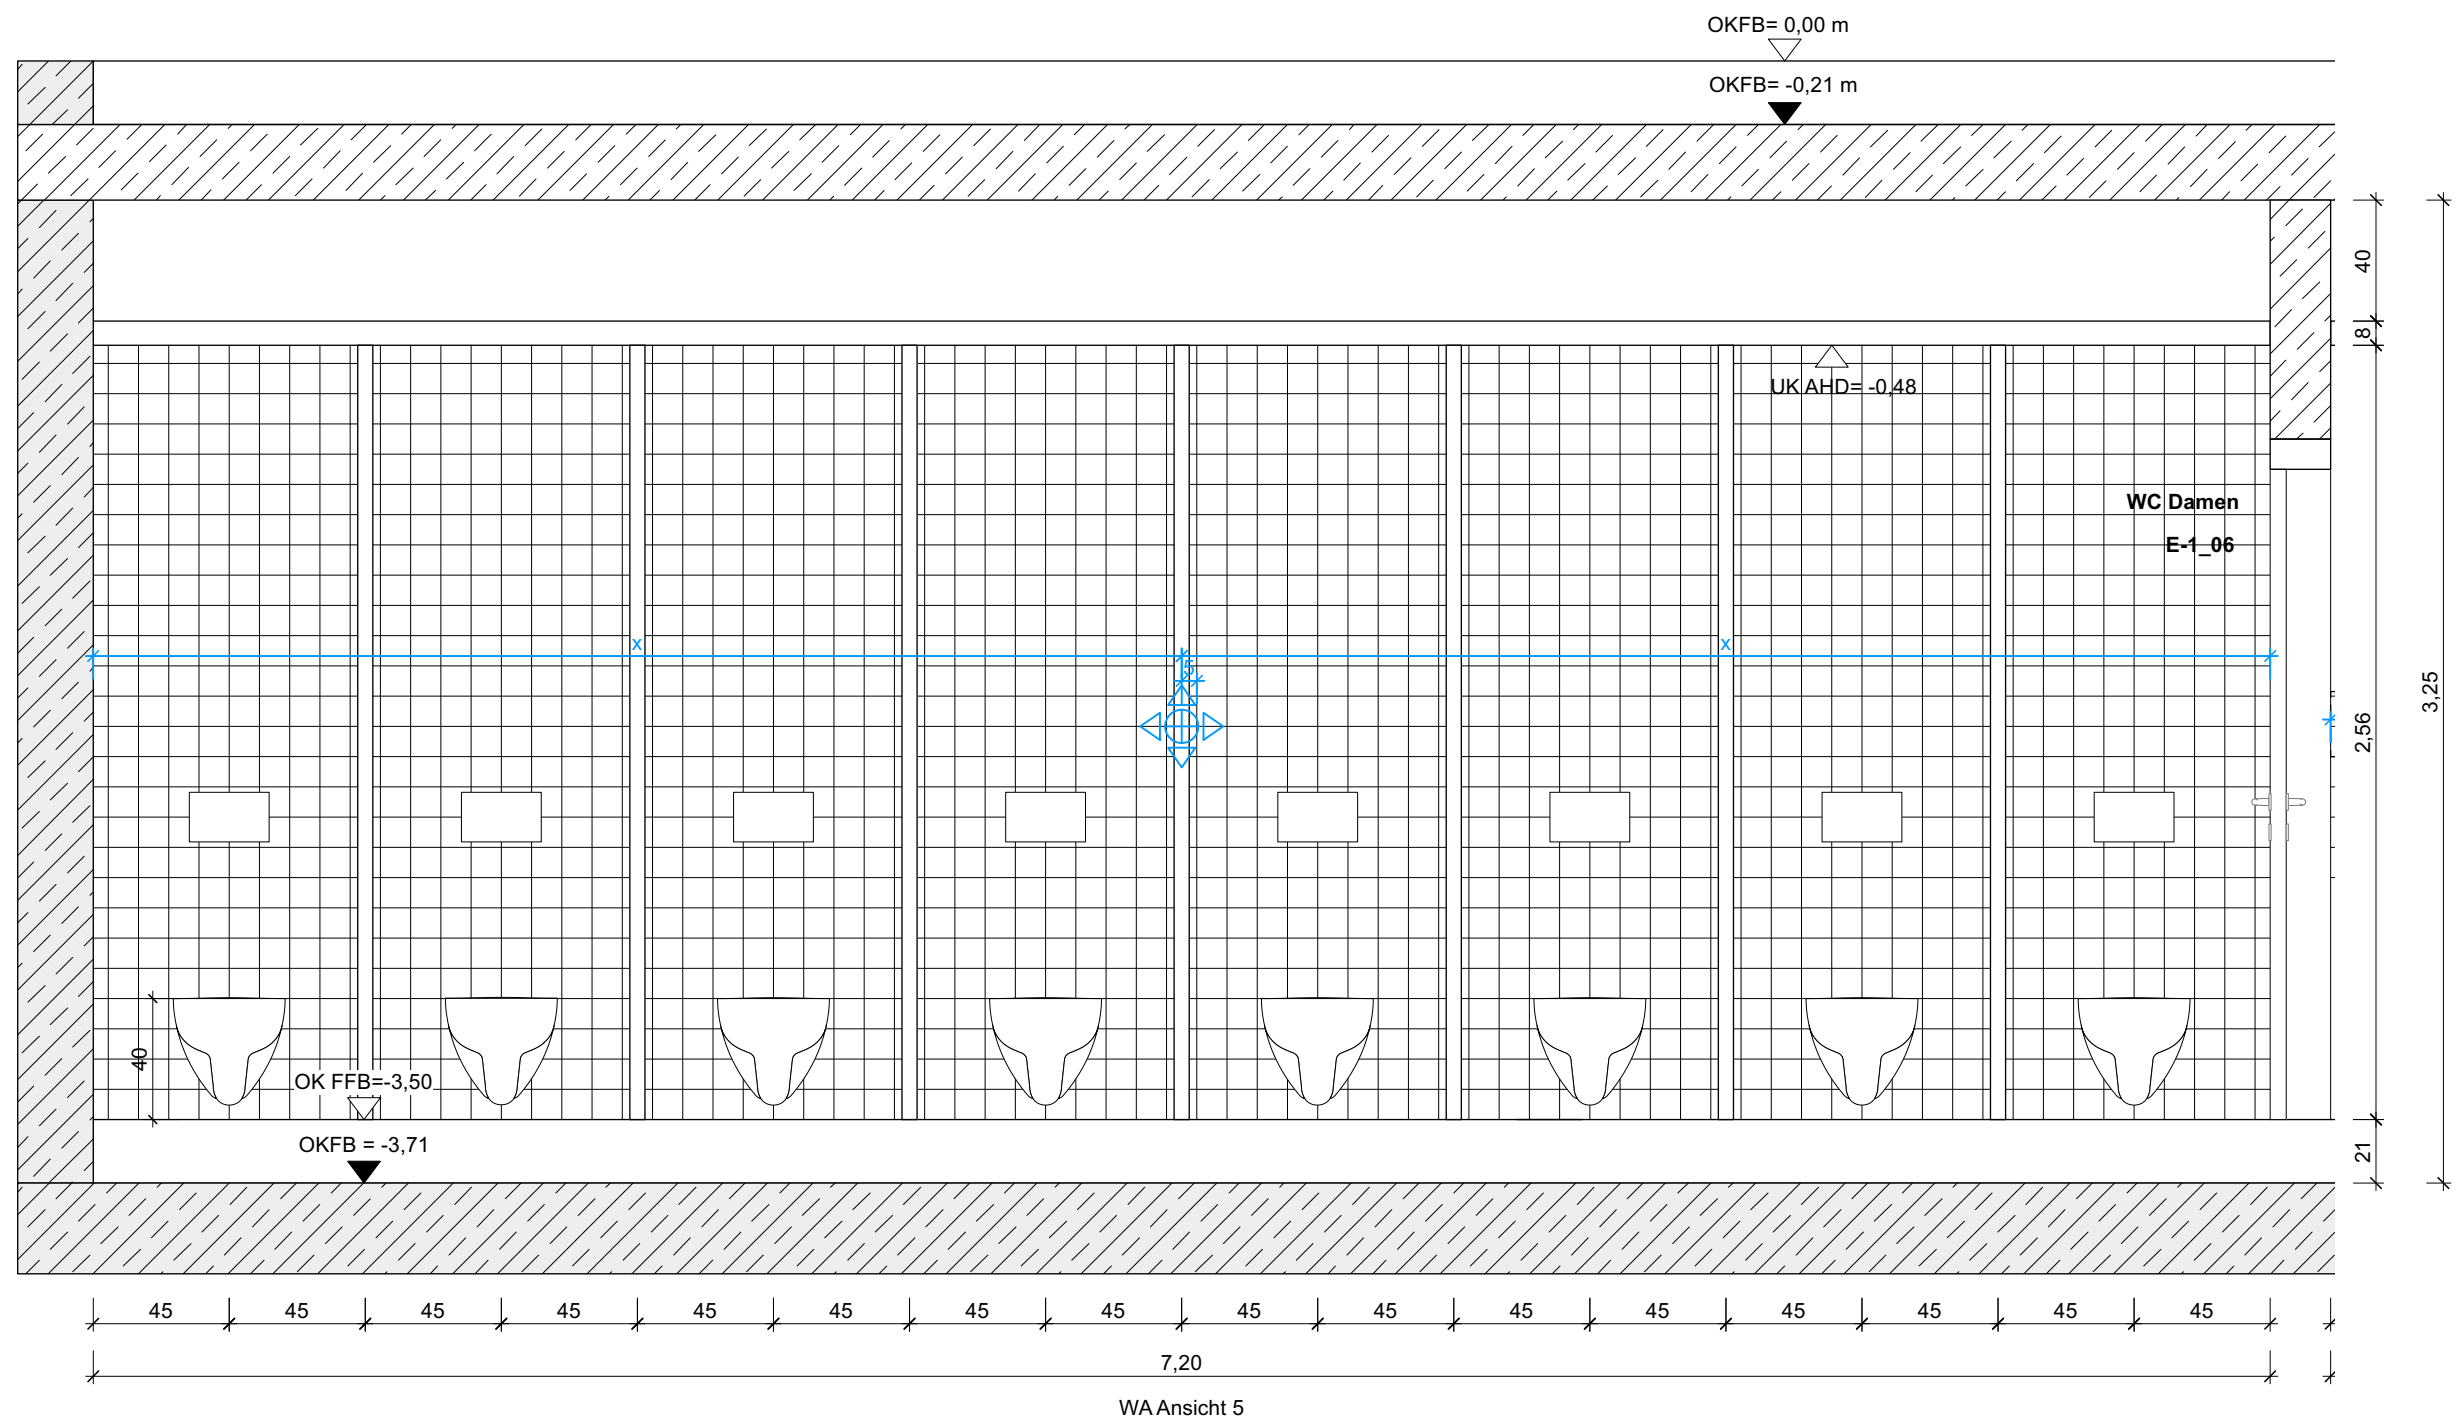 OKFB= 0,00 m
OKFB= -0,21 m
40
8
UK AHD= -0,48
WC Damen
E-1_06
x
x
5
3,25
2,56
40
OK FFB=-3,50
OKFB = -3,71
21
45 45 45 45 45 45 45 45 45 45 45 45 45 45 45 45
7,20
WA Ansicht 5